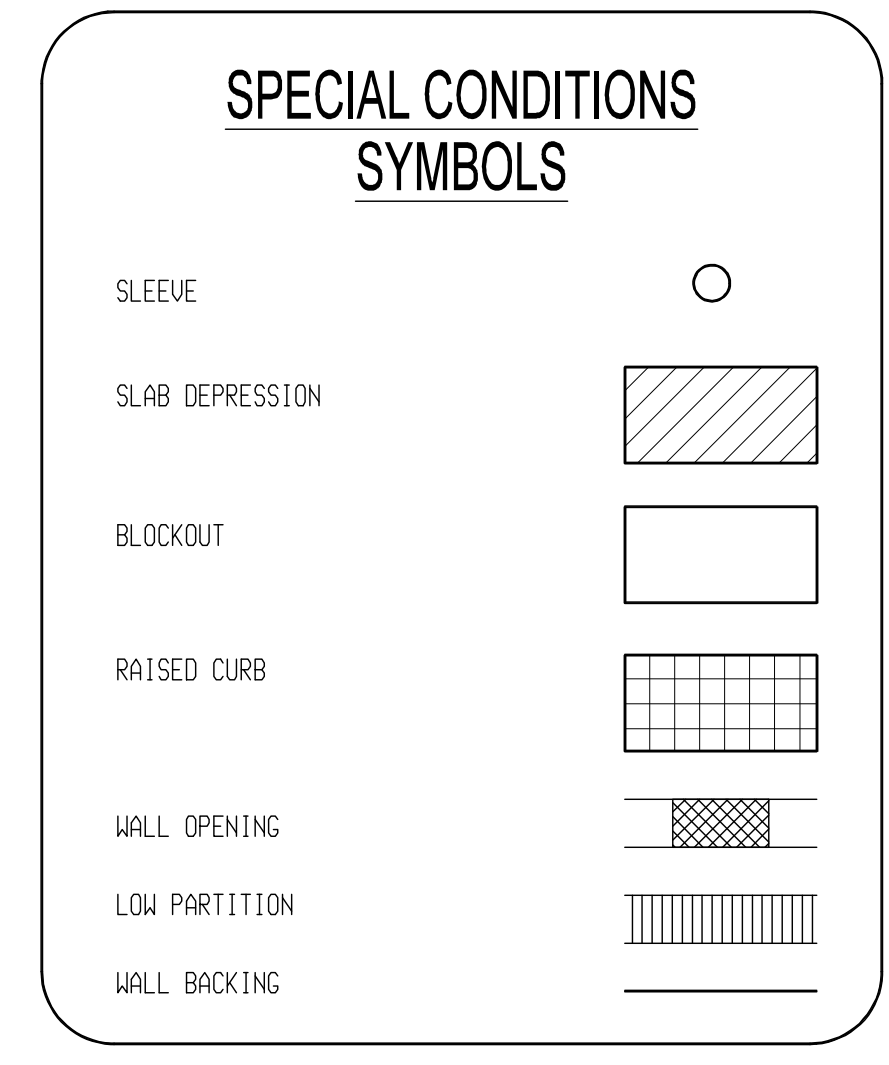 SPECIAL CONDITIONS
SYMBOLS
SLEEVE
SLAB DEPRESSION
BLOCKOUT
RAISED CURB
WALL OPENING
LOW PARTITION
WALL BACKING